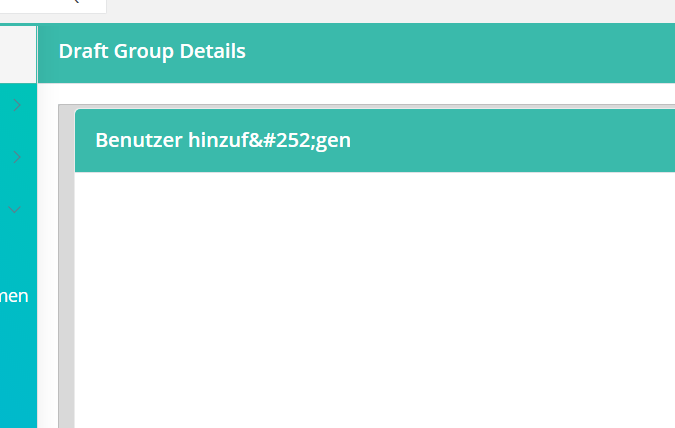 Draft Group Details
Benutzer hinzuf&#252;gen
men